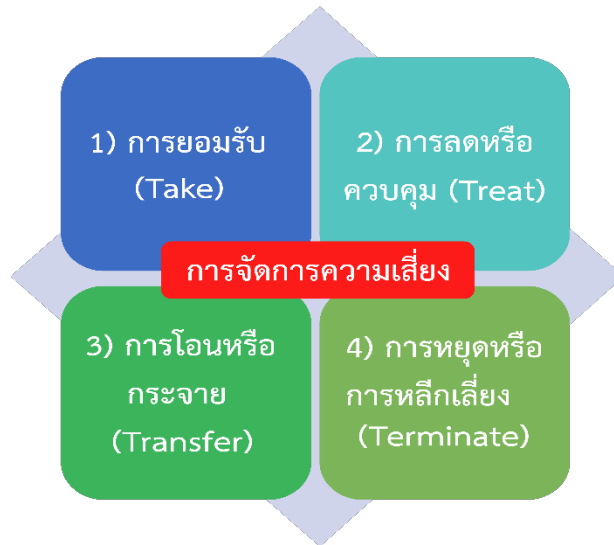 1) การยอมรับ
(Take)
2) การลดหรือ
ควบคุม (Treat)
การจัดการความเสี่ยง
3) การโอนหรือ
กระจาย
(Transfer)
4) การหยุดหรือ
การหลีกเลี่ยง
(Terminate)